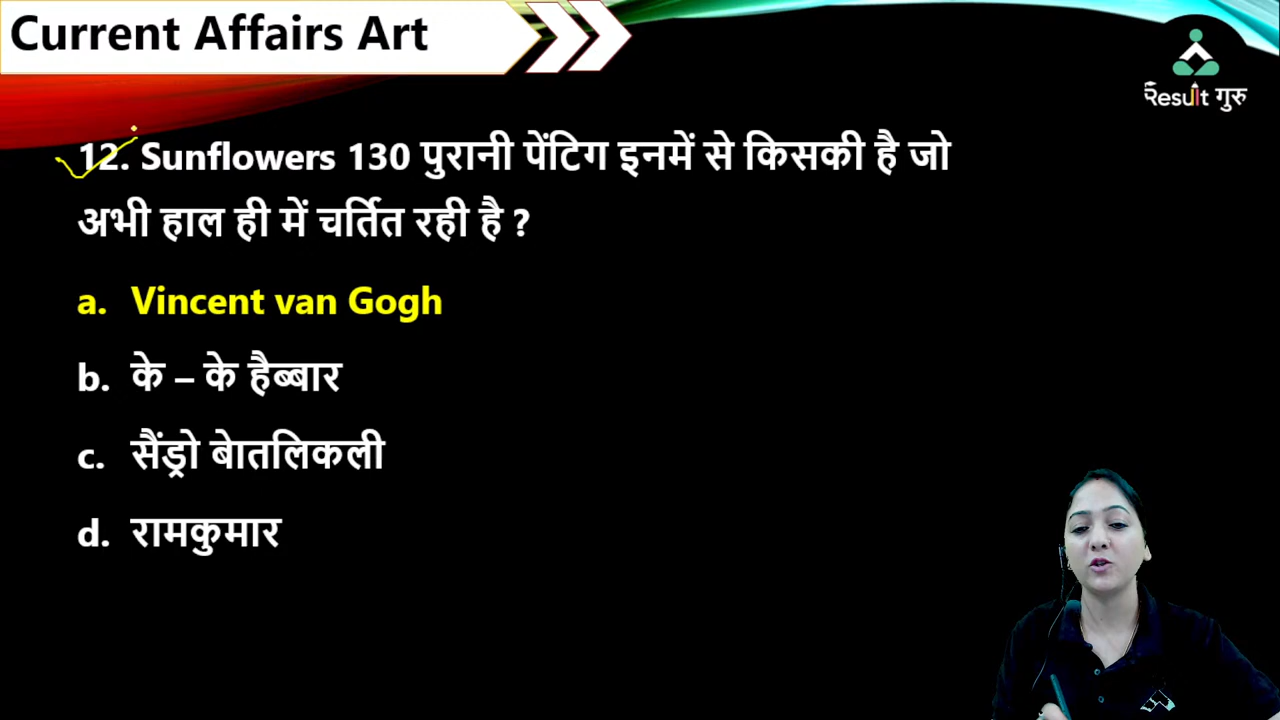 Current Affairs Art
Result गुरु
12. Sunflowers 130 पुरानी पेंटिग इनमें से किसकी है जो
अभी हाल ही में चर्तित रही है ?
a. Vincent van Gogh
b. के – के हैब्बार
c. सैंड्रो बेातलिकली
d. रामकुमार